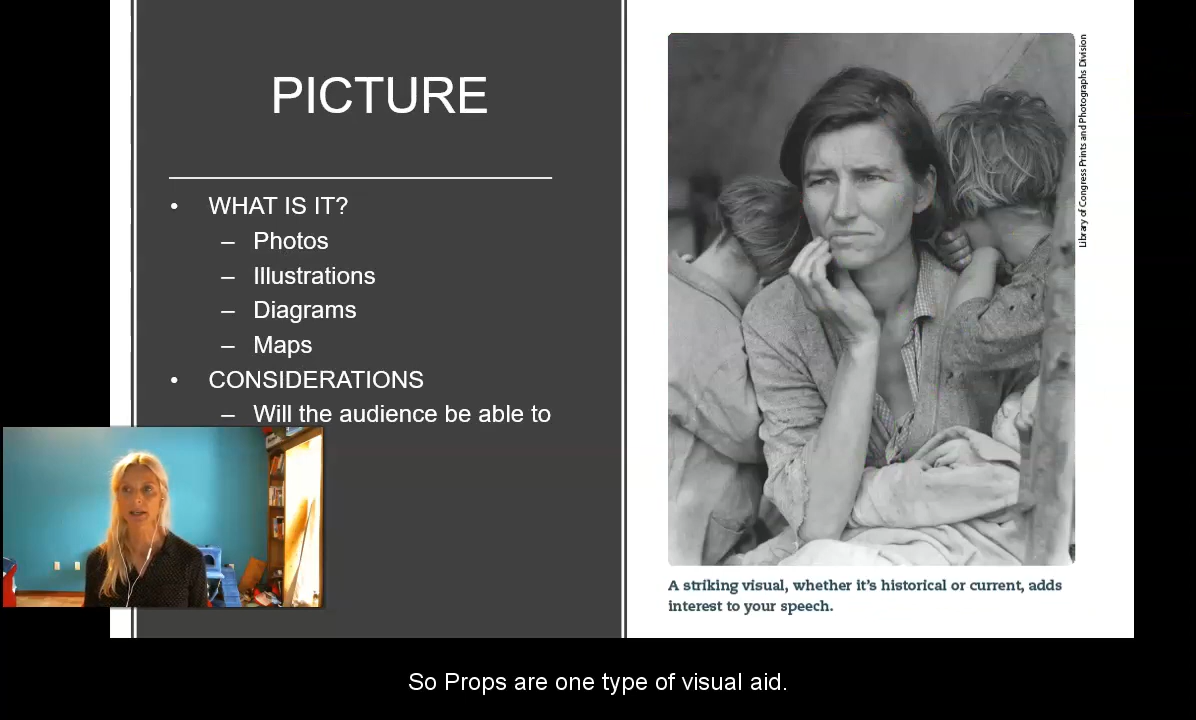 PICTURE
• WHAT IS IT?
– Photos
– Illustrations
– Diagrams
– Maps
• CONSIDERATIONS
– Will the audience be able to
Library of Congress Prints and Photographs Division
A striking visual, whether it's historical or current, adds
interest to your speech.
So Props are one type of visual aid.